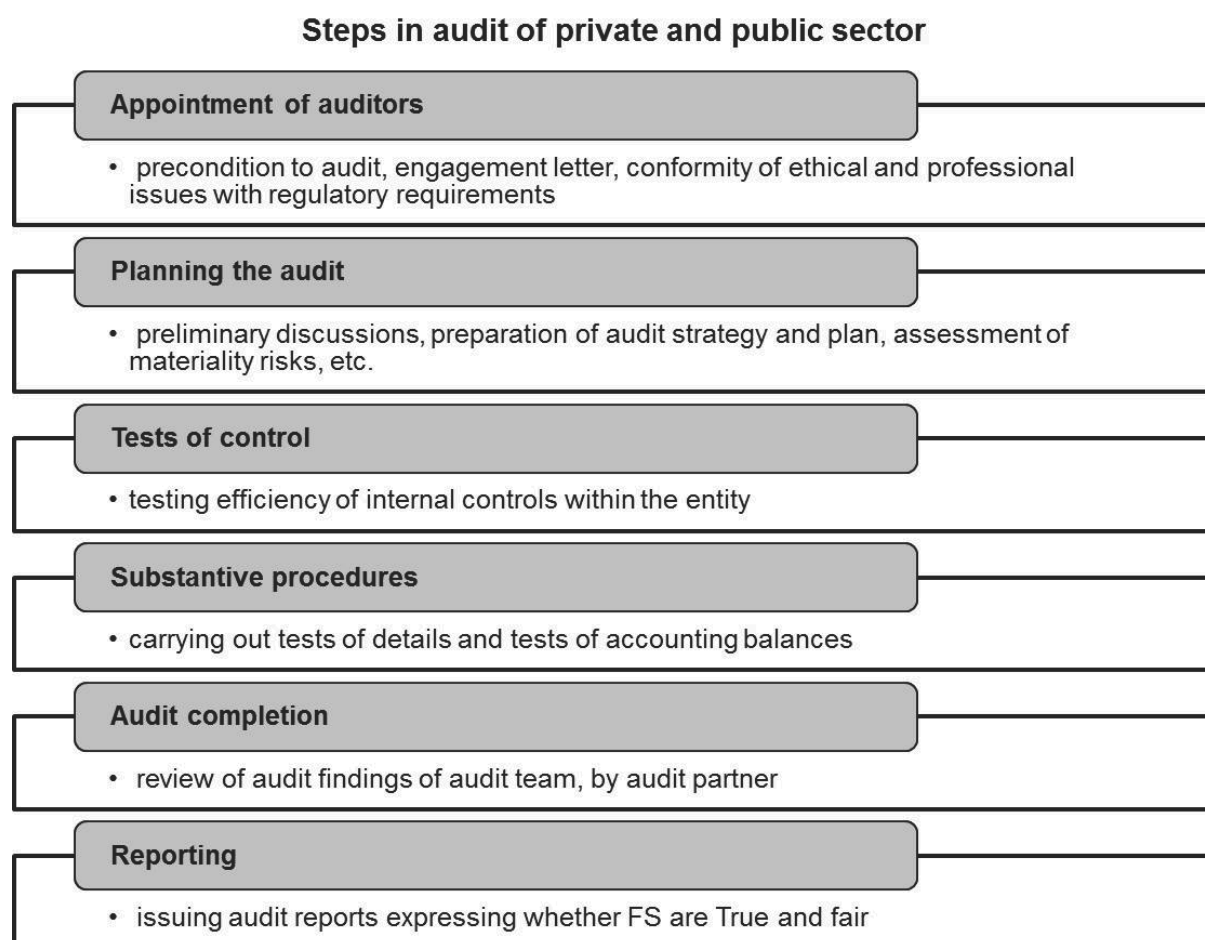 Steps in audit of private and public sector
Appointment of auditors
• precondition to audit, engagement letter, conformity of ethical and professional
issues with regulatory requirements
Planning the audit
• preliminary discussions, preparation of audit strategy and plan, assessment of
materiality risks, etc.
Tests of control
• testing efficiency of internal controls within the entity
Substantive procedures
• carrying out tests of details and tests of accounting balances
Audit completion
• review of audit findings of audit team, by audit partner
Reporting
• issuing audit reports expressing whether FS are True and fair